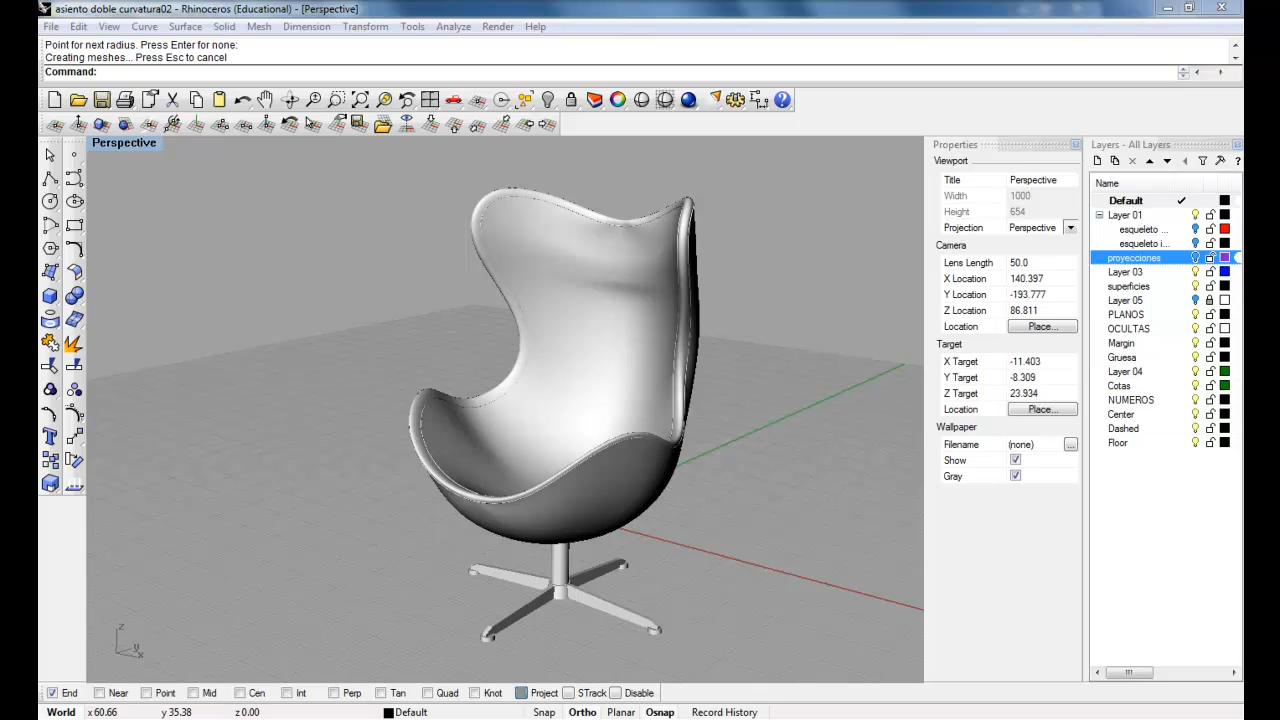 asiento doble curvatura02 - Rhinoceros (Educational) - [Perspective]
File Edit View Curve Surface Solid Mesh Dimension Transform Tools Analyze Render Help
Point for next radius. Press Enter for none:
Creating meshes... Press Esc to cancel
Command:
Perspective
Properties
Viewport
Title Perspective
Width 1000
Height 654
Projection Perspective
Camera
Lens Length 50.0
X Location 140.397
Y Location -193.777
Z Location 86.811
Location Place...
Target
X Target -11.403
Y Target -8.309
Z Target 23.934
Location Place...
Wallpaper
Filename (none) ...
Show
Gray
Layers - All Layers
Name
Default
Layer 01
esqueleto ...
esqueleto i...
proyecciones
Layer 03
superficies
Layer 05
PLANOS
OCULTAS
Margin
Gruesa
Layer 04
Cotas
NUMEROS
Center
Dashed
Floor
z
y
x
End Near Point Mid Cen Int Perp Tan Quad Knot Project STrack Disable
World x 60.66 y 35.38 z 0.00 Default Snap Ortho Planar Osnap Record History